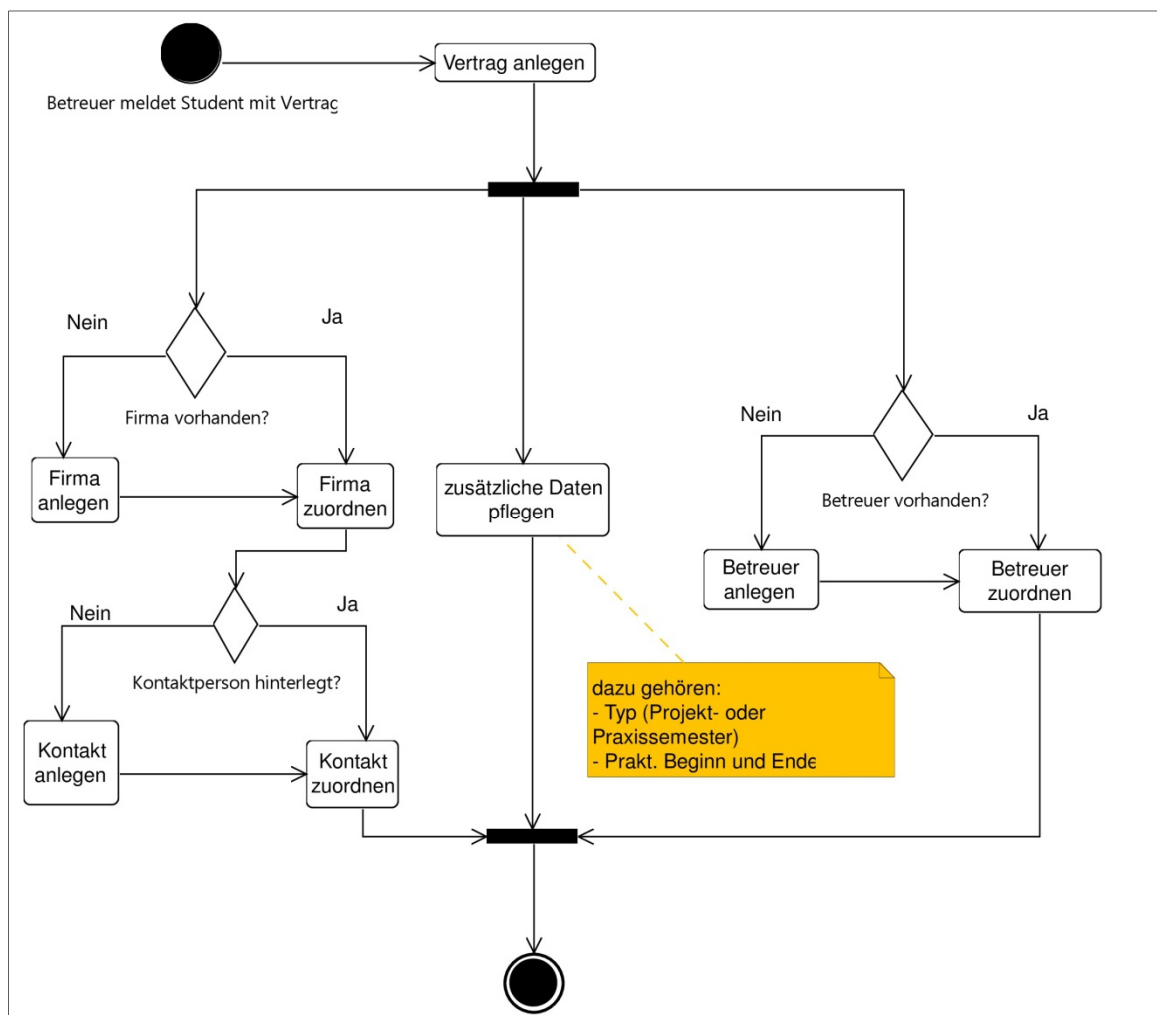 Vertrag anlegen
Betreuer meldet Student mit Vertrag
Nein
Ja
Firma vorhanden?
Firma
anlegen
Firma
zuordnen
Nein
Ja
Kontaktperson hinterlegt?
Kontakt
anlegen
Kontakt
zuordnen
zusätzliche Daten
pflegen
dazu gehören:
- Typ (Projekt- oder
Praxissemester)
- Prakt. Beginn und Ende
Nein
Ja
Betreuer vorhanden?
Betreuer
anlegen
Betreuer
zuordnen